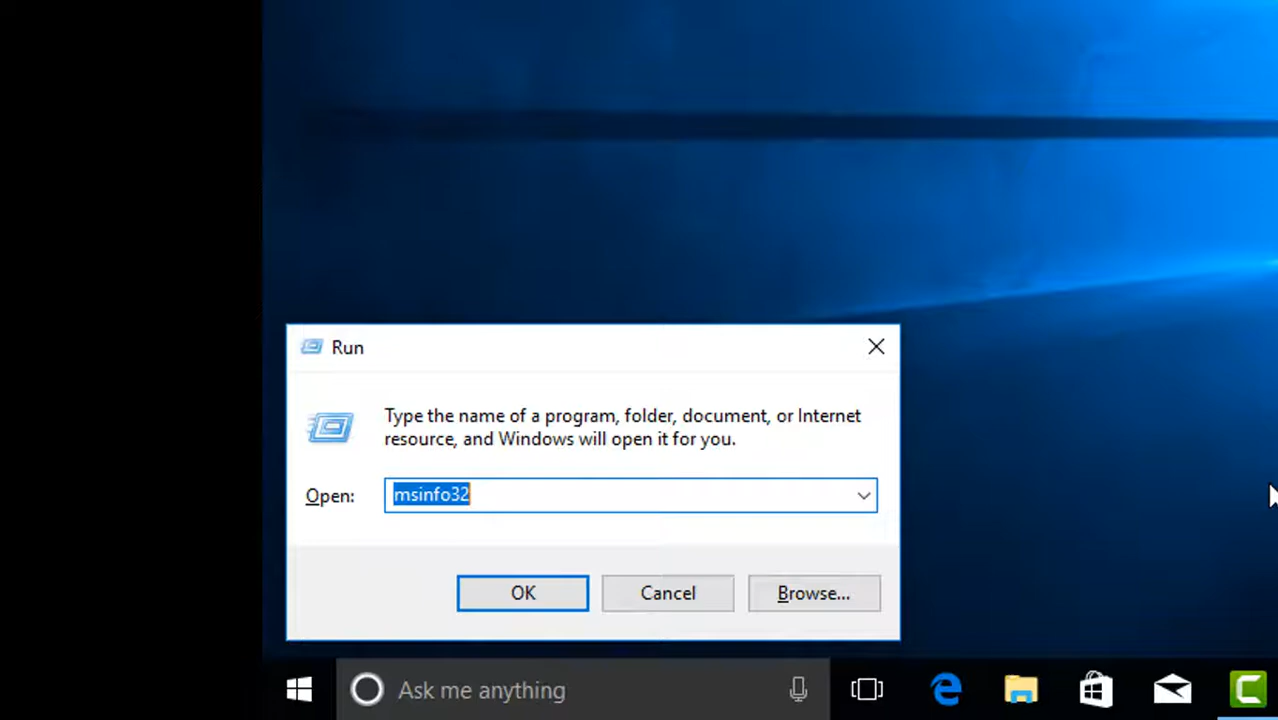 Run
Type the name of a program, folder, document, or Internet
resource, and Windows will open it for you.
Open:
msinfo32
OK
Cancel
Browse...
Ask me anything